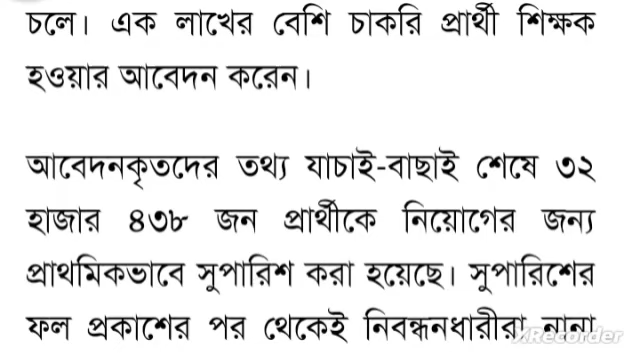 চলে। এক লাখের বেশি চাকরি প্রার্থী শিক্ষক
হওয়ার আবেদন করেন।
আবেদনকৃতদের তথ্য যাচাই-বাছাই শেষে ৩২
হাজার ৪৩৮ জন প্রার্থীকে নিয়োগের জন্য
প্রাথমিকভাবে সুপারিশ করা হয়েছে। সুপারিশের
ফল প্রকাশের পর থেকেই নিবন্ধনধারীরা নানা
XRecorder